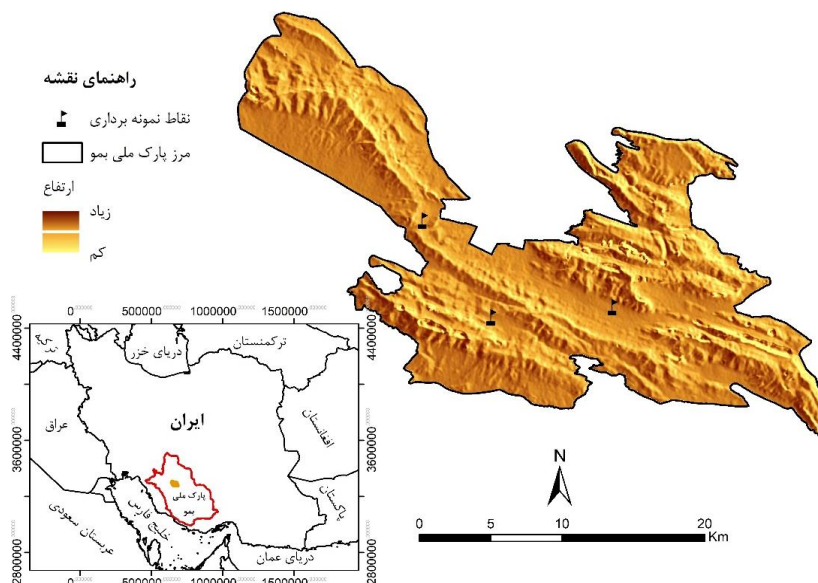 راهنمای نقشه
نقاط نمونه برداری
مرز پارک ملی بمو
ارتفاع
زیاد
کم
0 500000 1000000 1500000
4400000
3600000
2800000
دریای خزر
ترکمنستان
عراق
ایران
افغانستان
پارک ملی
بمو
پاکستان
خلیج فارس
عربستان سعودی
دریای عمان
4400000
3600000
2800000
0 500000 1000000 1500000
N
0 5 10 20
Km